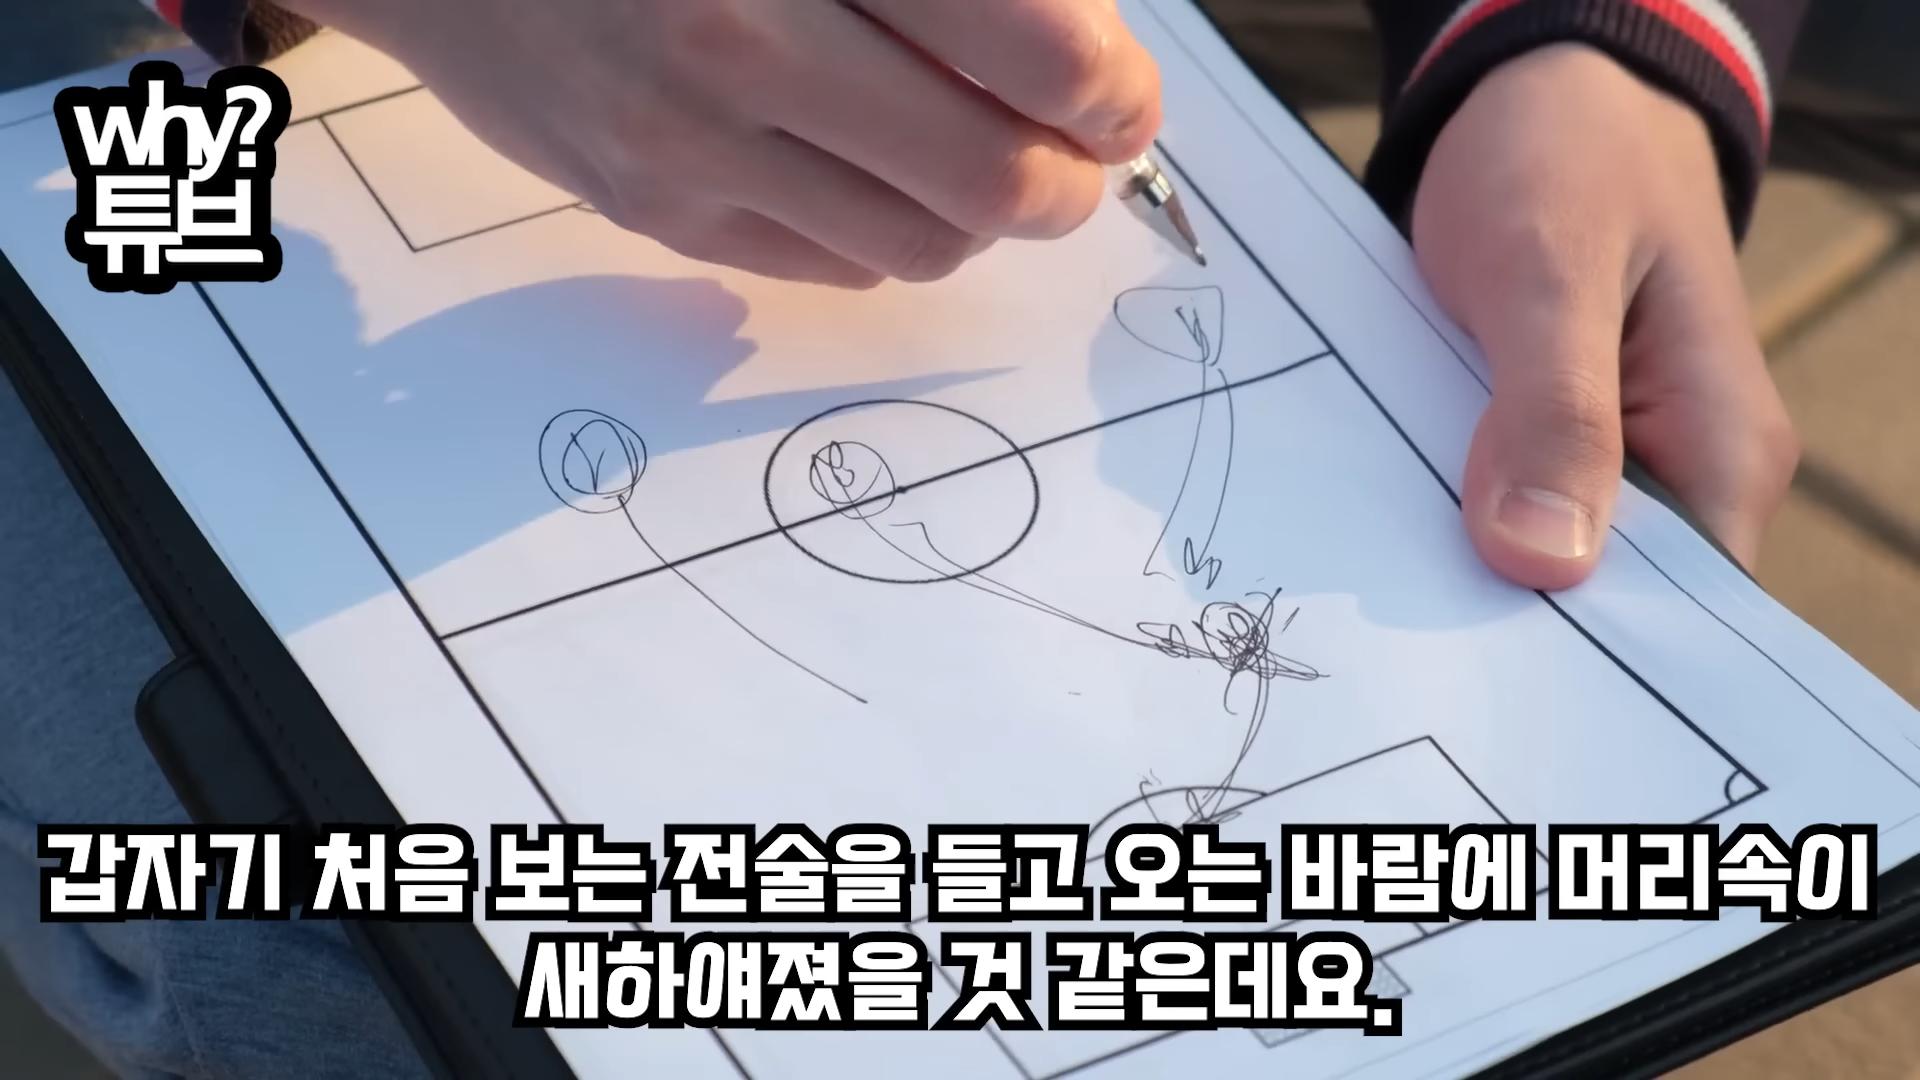 why?
튜브
갑자기 처음 보는 전술을 들고 오는 바람에 머리속이
새하얘졌을 것 같은데요.